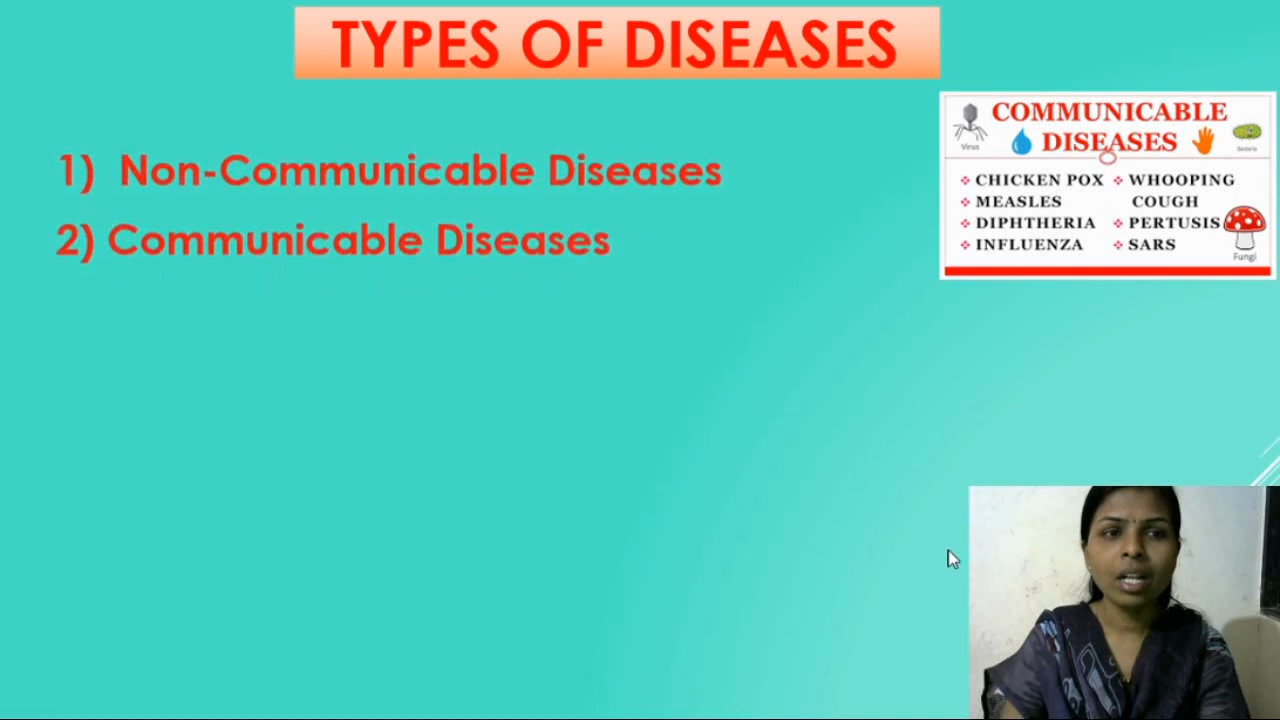 TYPES OF DISEASES
1) Non-Communicable Diseases
2) Communicable Diseases
COMMUNICABLE
DISEASES
Virus
Bacteria
❖ CHICKEN POX ❖ WHOOPING
❖ MEASLES COUGH
❖ DIPHTHERIA ❖ PERTUSIS
❖ INFLUENZA ❖ SARS
Fungi